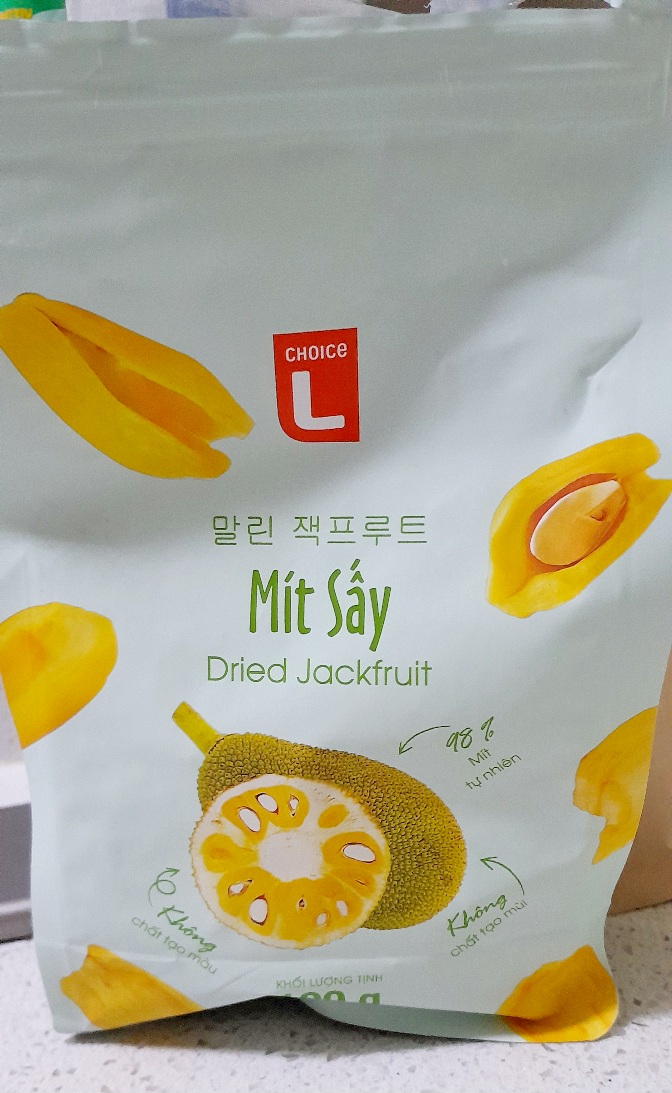 CHOICE
L
말린 잭프루트
Mít Sấy
Dried Jackfruit
98 %
Mít
tự nhiên
Không
chất tạo màu
Không
chất tạo mùi
KHỐI LƯỢNG TỊNH